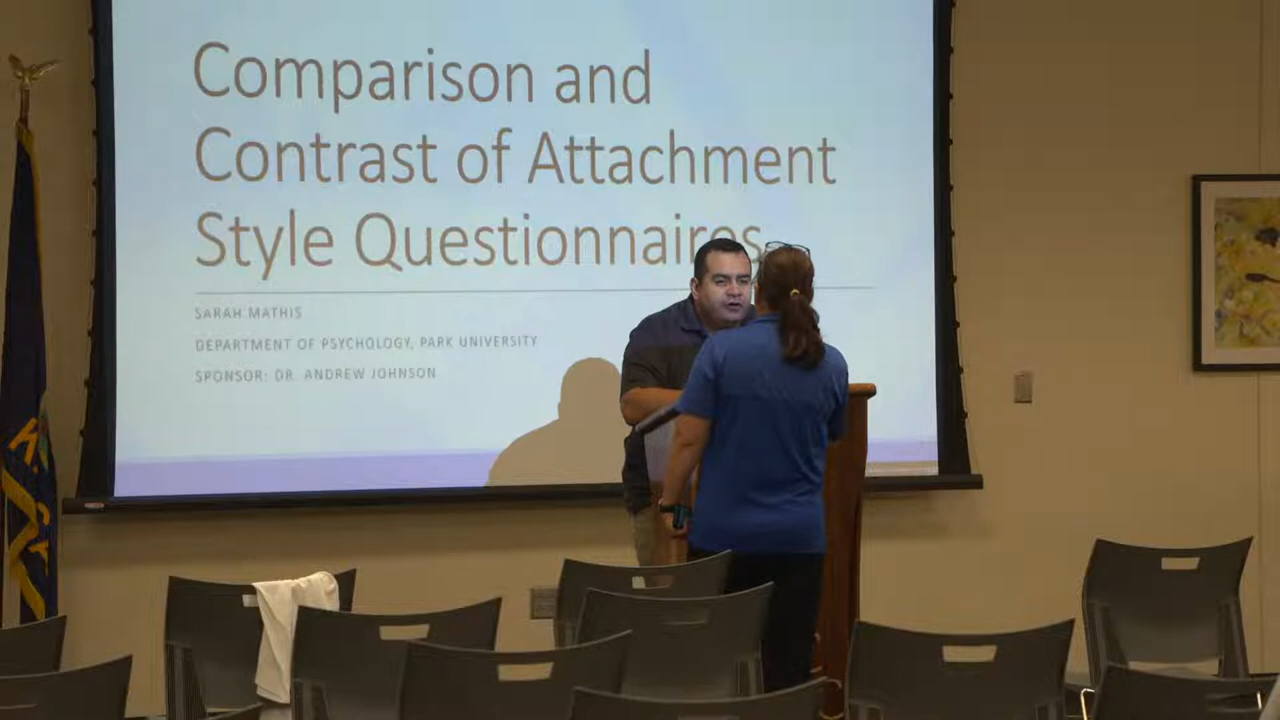 Comparison and
Contrast of Attachment
Style Questionnaires
SARAH MATHIS
DEPARTMENT OF PSYCHOLOGY, PARK UNIVERSITY
SPONSOR: DR. ANDREW JOHNSON